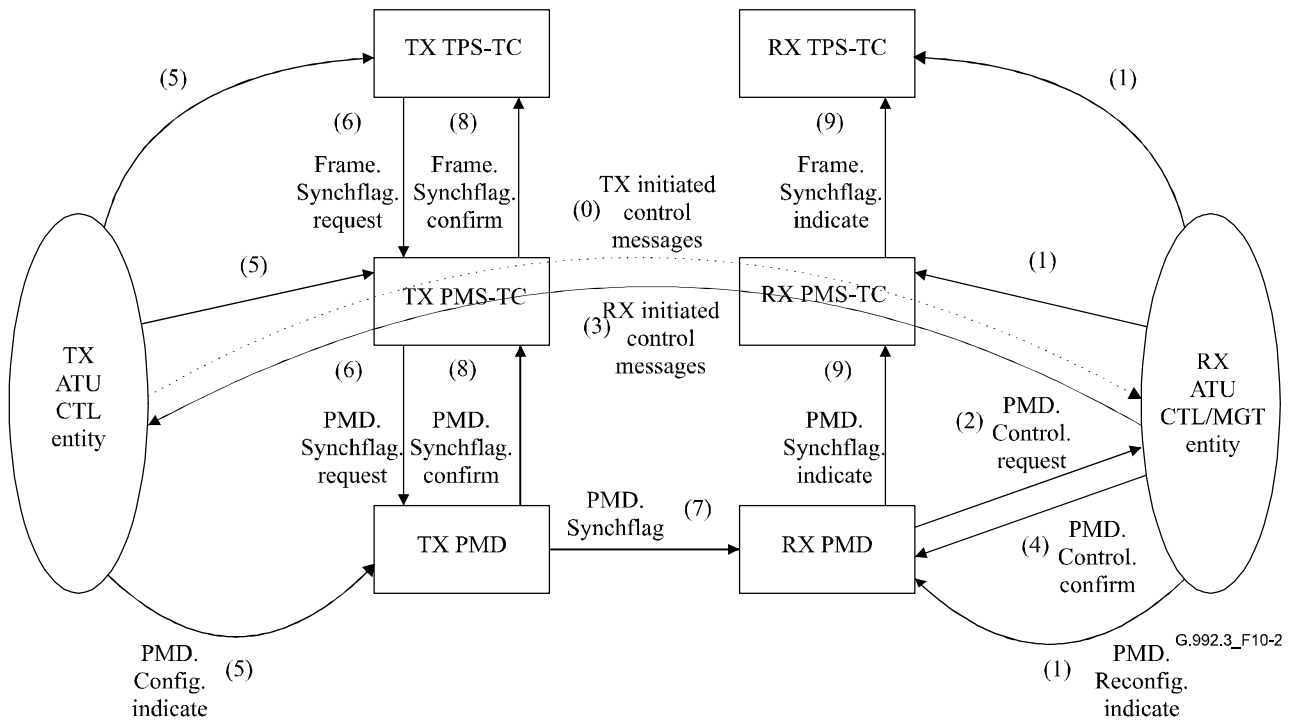 TX TPS-TC
RX TPS-TC
(5)
(1)
(6)
(8)
(9)
Frame.
Synchflag.
request
Frame.
Synchflag.
confirm
(0)
TX initiated
control
messages
Frame.
Synchflag.
indicate
(5)
(1)
TX PMS-TC
RX PMS-TC
(3)
RX initiated
control
messages
TX
ATU
CTL
entity
RX
ATU
CTL/MGT
entity
(6)
(8)
(9)
PMD.
Synchflag.
request
PMD.
Synchflag.
confirm
PMD.
Synchflag.
indicate
(2)
PMD.
Control.
request
PMD.
Synchflag
(7)
TX PMD
RX PMD
(4)
PMD.
Control.
confirm
G.992.3_F10-2
PMD.
Config.
indicate
(5)
(1)
PMD.
Reconfig.
indicate